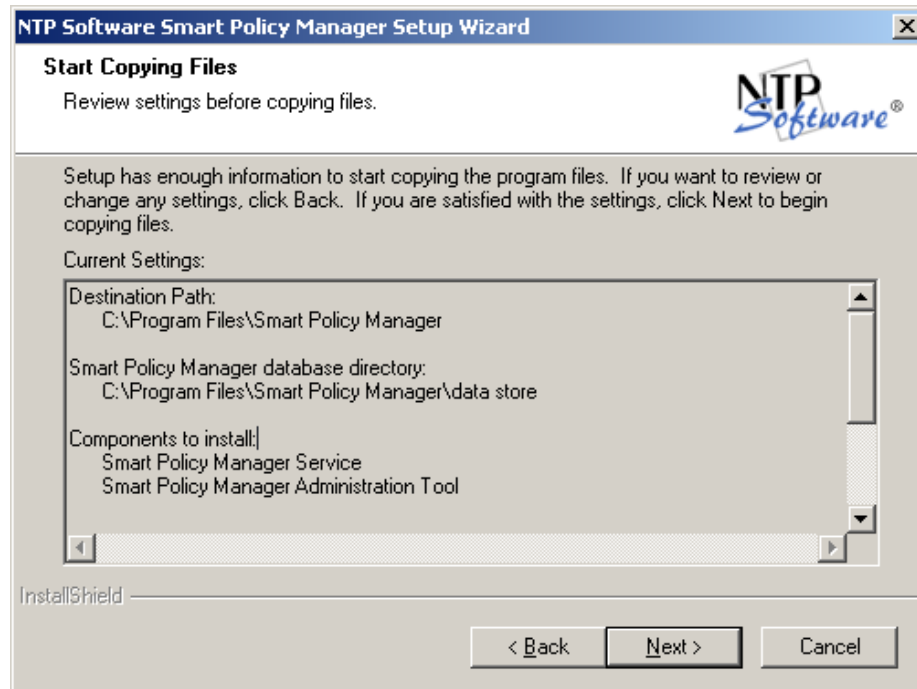 NTP Software Smart Policy Manager Setup Wizard
Start Copying Files
Review settings before copying files.
NTP
Software®
Setup has enough information to start copying the program files.  If you want to review or
change any settings, click Back.  If you are satisfied with the settings, click Next to begin
copying files.
Current Settings:
Destination Path:
C:\Program Files\Smart Policy Manager
Smart Policy Manager database directory:
C:\Program Files\Smart Policy Manager\data store
Components to install:
Smart Policy Manager Service
Smart Policy Manager Administration Tool
InstallShield
< Back
Next >
Cancel